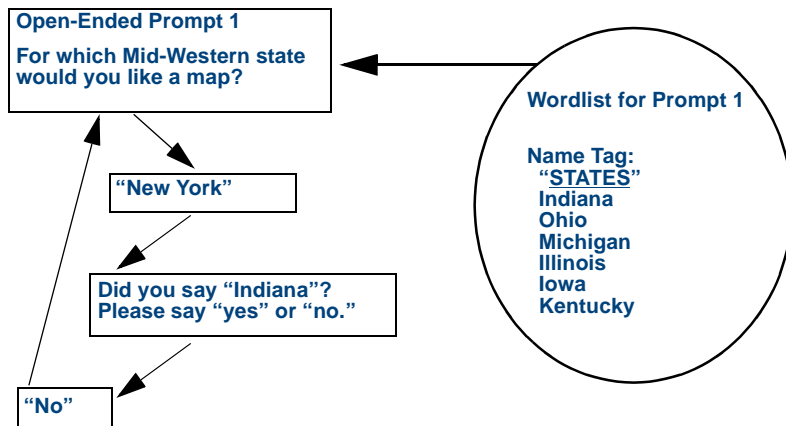 Open-Ended Prompt 1
For which Mid-Western state
would you like a map?
“New York”
Did you say “Indiana”?
Please say “yes” or “no.”
“No”
Wordlist for Prompt 1
Name Tag:
“STATES”
Indiana
Ohio
Michigan
Illinois
Iowa
Kentucky